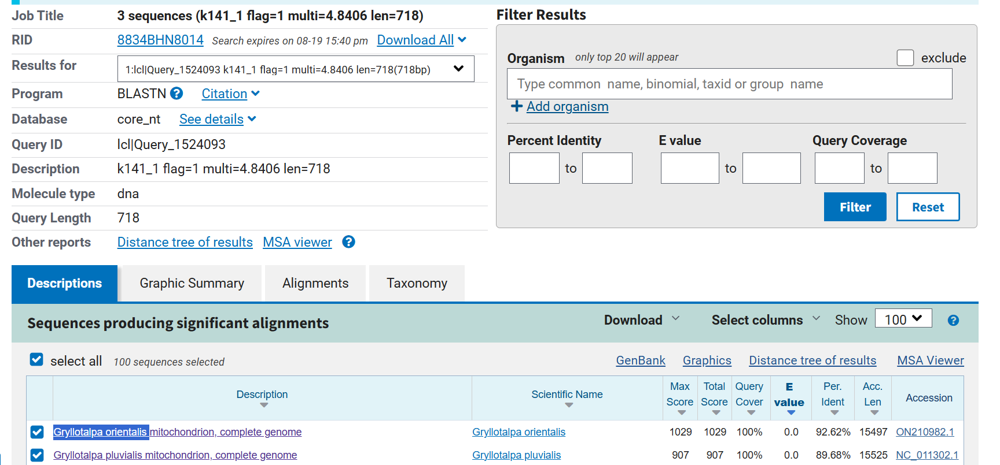 Job Title 3 sequences (k141_1 flag=1 multi=4.8406 len=718)
RID 8834BHN8014 Search expires on 08-19 15:40 pm Download All
Results for 1:lcl|Query_1524093 k141_1 flag=1 multi=4.8406 len=718(718bp)
Program BLASTN ? Citation
Database core_nt See details
Query ID lcl|Query_1524093
Description k141_1 flag=1 multi=4.8406 len=718
Molecule type dna
Query Length 718
Other reports Distance tree of results MSA viewer ?
Filter Results
Organism only top 20 will appear exclude
Type common name, binomial, taxid or group name
+ Add organism
Percent Identity E value Query Coverage
to to to
Filter Reset
Descriptions Graphic Summary Alignments Taxonomy
Sequences producing significant alignments Download Select columns Show 100 ?
select all 100 sequences selected GenBank Graphics Distance tree of results MSA Viewer
Description Scientific Name Max Score Total Score Query Cover E value Per. Ident Acc. Len Accession
Gryllotalpa orientalis mitochondrion, complete genome Gryllotalpa orientalis 1029 1029 100% 0.0 92.62% 15497 ON210982.1
Gryllotalpa pluvialis mitochondrion, complete genome Gryllotalpa pluvialis 907 907 100% 0.0 89.68% 15525 NC_011302.1